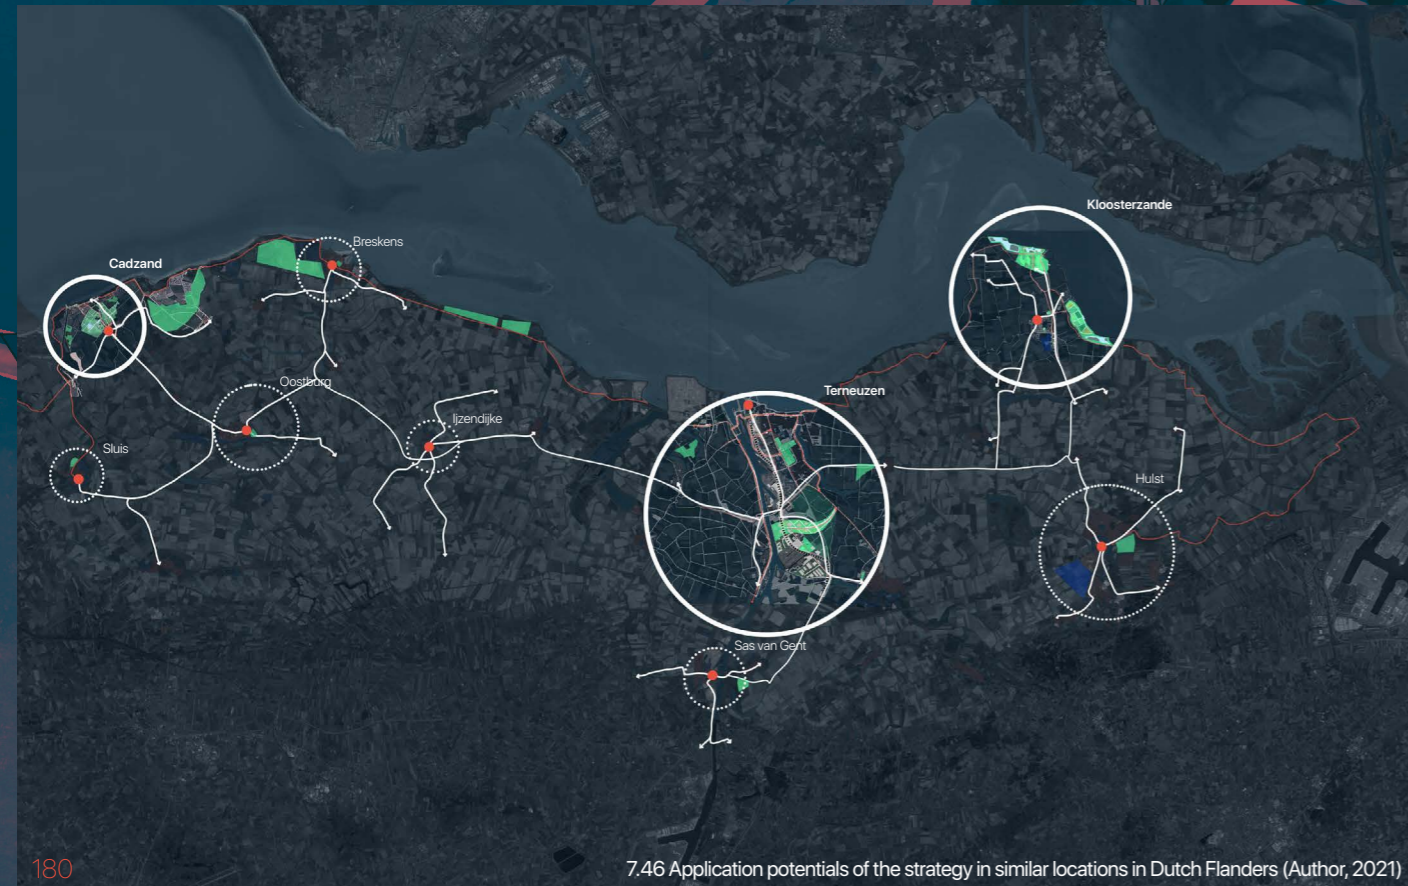 Kloosterzande
Breskens
Cadzand
Oostburg
Terneuzen
Ijzendijke
Sluis
Hulst
Sas van Gent
180
7.46 Application potentials of the strategy in similar locations in Dutch Flanders (Author, 2021)